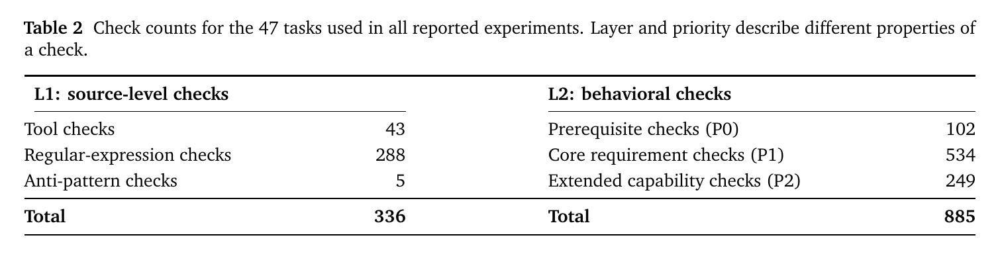 Table 2 Check counts for the 47 tasks used in all reported experiments. Layer and priority describe different properties of
a check.
L1: source-level checks L2: behavioral checks
Tool checks 43 Prerequisite checks (P0) 102
Regular-expression checks 288 Core requirement checks (P1) 534
Anti-pattern checks 5 Extended capability checks (P2) 249
Total 336 Total 885